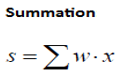 Summation
s = ∑ w · x